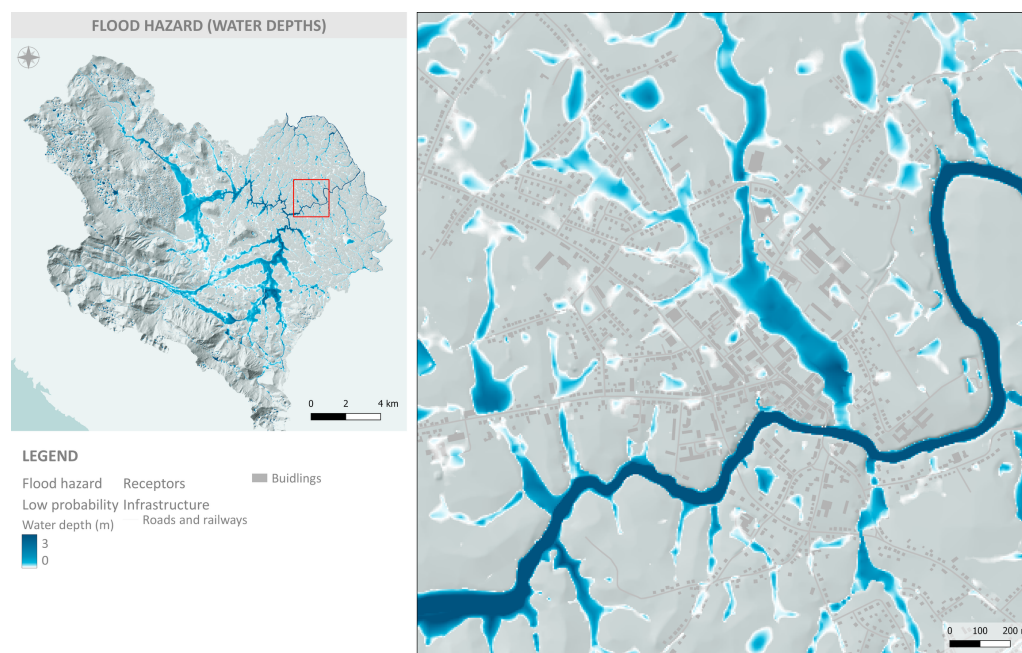 FLOOD HAZARD (WATER DEPTHS)
0 2 4 km
LEGEND
Flood hazard Receptors Buidlings
Low probability Infrastructure
Water depth (m) Roads and railways
3
0
0 100 200 m